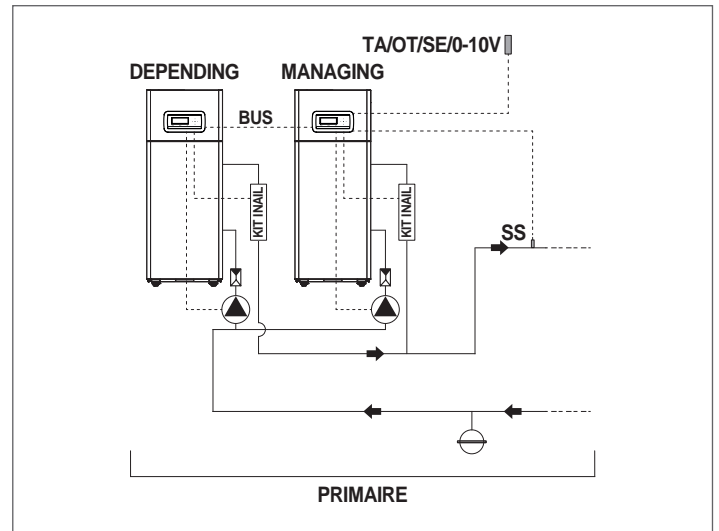 TA/OT/SE/0-10V
DEPENDING
MANAGING
BUS
KIT INAIL
KIT INAIL
SS
PRIMAIRE